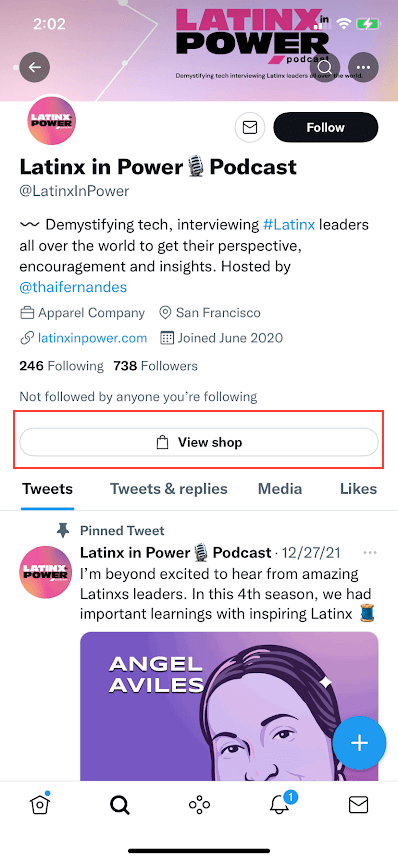 2:02
LATINX in
POWER
podcast
Demystifying tech interviewing Latinx leaders all over the world.
LATINX
POWER
Follow
Latinx in Power🎙️Podcast
@LatinxInPower
〰️ Demystifying tech, interviewing #Latinx leaders
all over the world to get their perspective,
encouragement and insights. Hosted by
@thaifernandes
Apparel Company San Francisco
latinxinpower.com Joined June 2020
246 Following 738 Followers
Not followed by anyone you're following
View shop
Tweets Tweets & replies Media Likes
Pinned Tweet
Latinx in Power🎙️Podcast · 12/27/21
LATINX
POWER
I'm beyond excited to hear from amazing
Latinxs leaders. In this 4th season, we had
important learnings with inspiring Latinx 🧵
ANGEL
AVILES
1